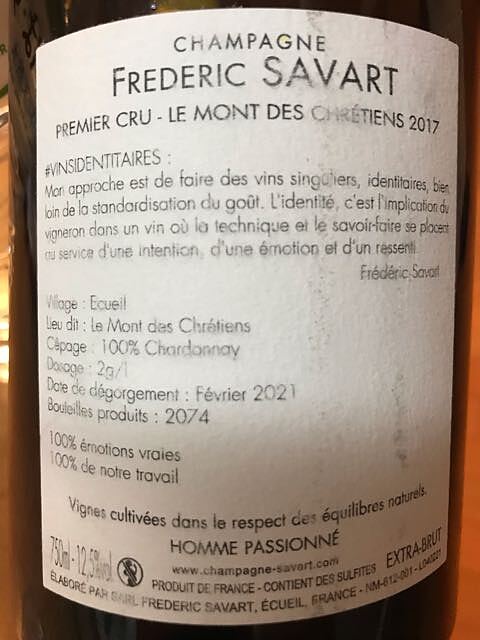 CHAMPAGNE
FREDERIC SAVART
PREMIER CRU - LE MONT DES CHRÉTIENS 2017
#VINSIDENTITAIRES :
Mon approche est de faire des vins singuliers, identitaires, bien
loin de la standardisation du goût. L'identité, c'est l'implication du
vigneron dans un vin où la technique et le savoir-faire se placent
au service d'une intention, d'une émotion et d'un ressenti.
Frédéric Savart
Village : Ecueil
Lieu dit : Le Mont des Chrétiens
Cépage : 100% Chardonnay
Dosage : 2g/l
Date de dégorgement : Février 2021
Bouteilles produits : 2074
100% émotions vraies
100% de notre travail
Vignes cultivées dans le respect des équilibres naturels.
HOMME PASSIONNÉ
750ml - 12,5%vol
www.champagne-savart.com
EXTRA-BRUT
PRODUIT DE FRANCE - CONTIENT DES SULFITES
ÉLABORÉ PAR SARL FREDERIC SAVART, ÉCUEIL, FRANCE - NM-612-001 - L040221